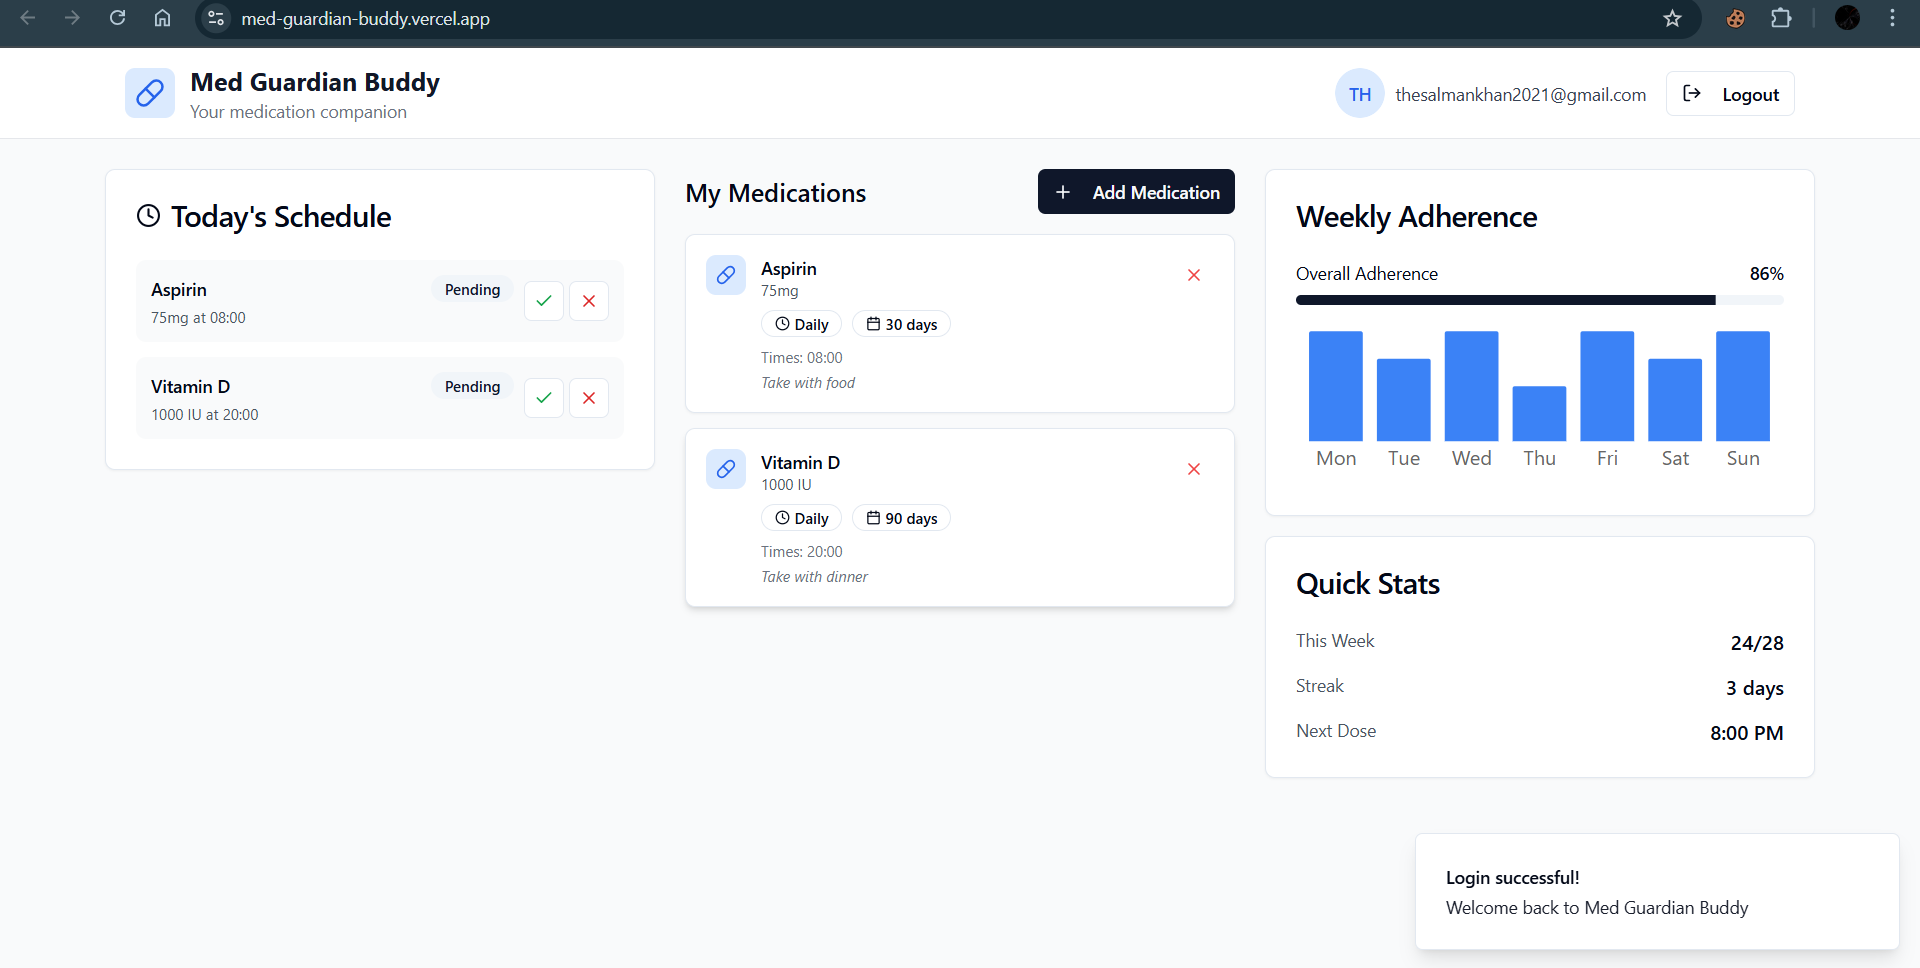 med-guardian-buddy.vercel.app
Med Guardian Buddy
Your medication companion
TH
thesalmankhan2021@gmail.com
Logout
Today's Schedule
Aspirin
Pending
75mg at 08:00
Vitamin D
Pending
1000 IU at 20:00
My Medications
Add Medication
Aspirin
75mg
Daily
30 days
Times: 08:00
Take with food
Vitamin D
1000 IU
Daily
90 days
Times: 20:00
Take with dinner
Weekly Adherence
Overall Adherence
86%
Mon Tue Wed Thu Fri Sat Sun
Quick Stats
This Week
24/28
Streak
3 days
Next Dose
8:00 PM
Login successful!
Welcome back to Med Guardian Buddy